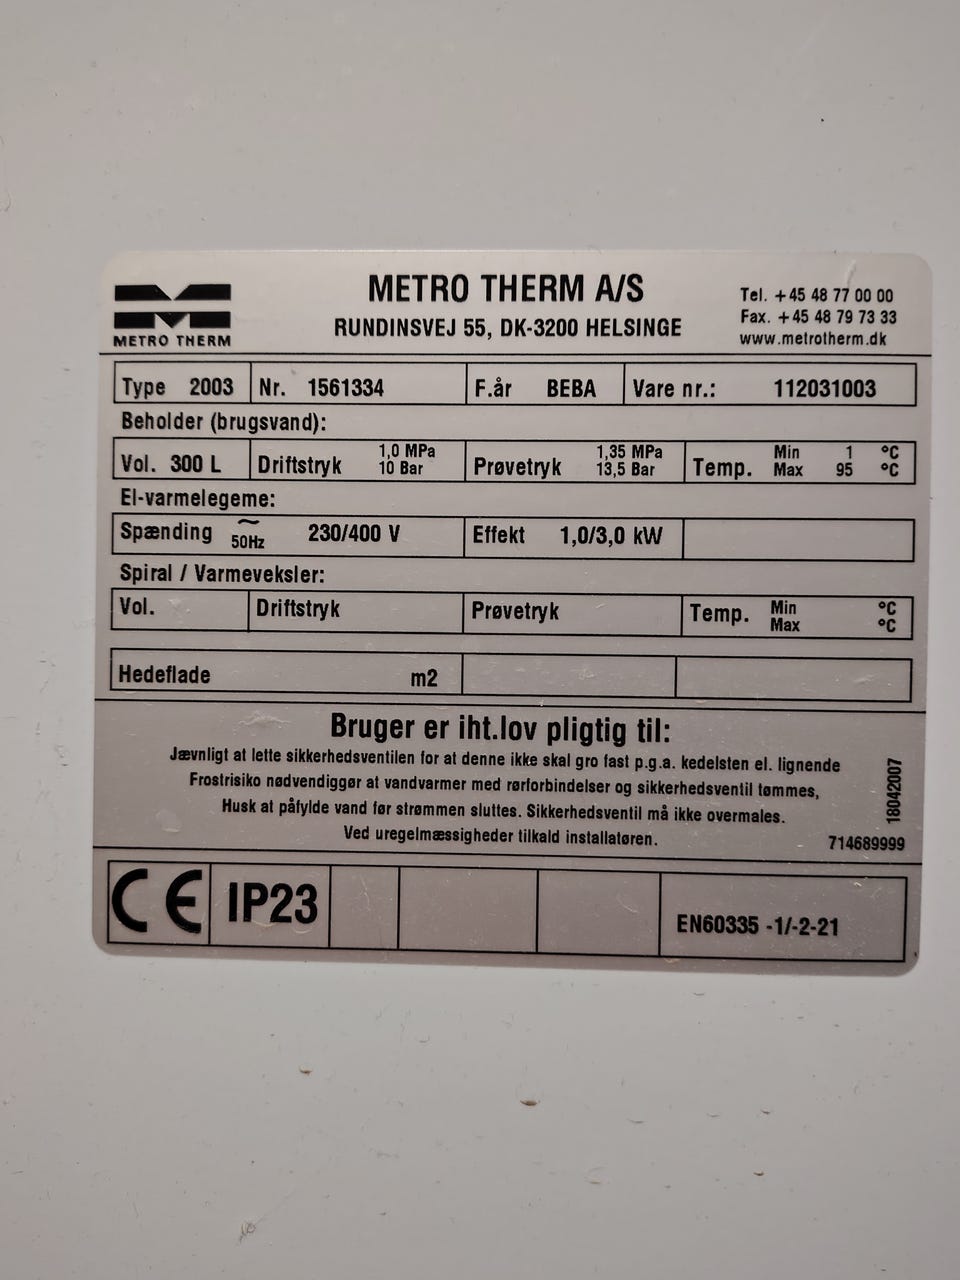 METRO THERM
METRO THERM A/S
RUNDINSVEJ 55, DK-3200 HELSINGE
Tel. +45 48 77 00 00
Fax. +45 48 79 73 33
www.metrotherm.dk
Type 2003 Nr. 1561334 F.år BEBA Vare nr.: 112031003
Beholder (brugsvand):
Vol. 300 L Driftstryk 1,0 MPa 10 Bar Prøvetryk 1,35 MPa 13,5 Bar Temp. Min 1 °C Max 95 °C
El-varmelegeme:
Spænding ~ 50Hz 230/400 V Effekt 1,0/3,0 kW
Spiral / Varmeveksler:
Vol. Driftstryk Prøvetryk Temp. Min °C Max °C
Hedeflade m2
Bruger er iht.lov pligtig til:
Jævnligt at lette sikkerhedsventilen for at denne ikke skal gro fast p.g.a. kedelsten el. lignende
Frostrisiko nødvendiggør at vandvarmer med rørforbindelser og sikkerhedsventil tømmes,
Husk at påfylde vand før strømmen sluttes. Sikkerhedsventil må ikke overmales.
Ved uregelmæssigheder tilkald installatøren.
714689999
18042007
CE IP23 EN60335 -1/-2-21